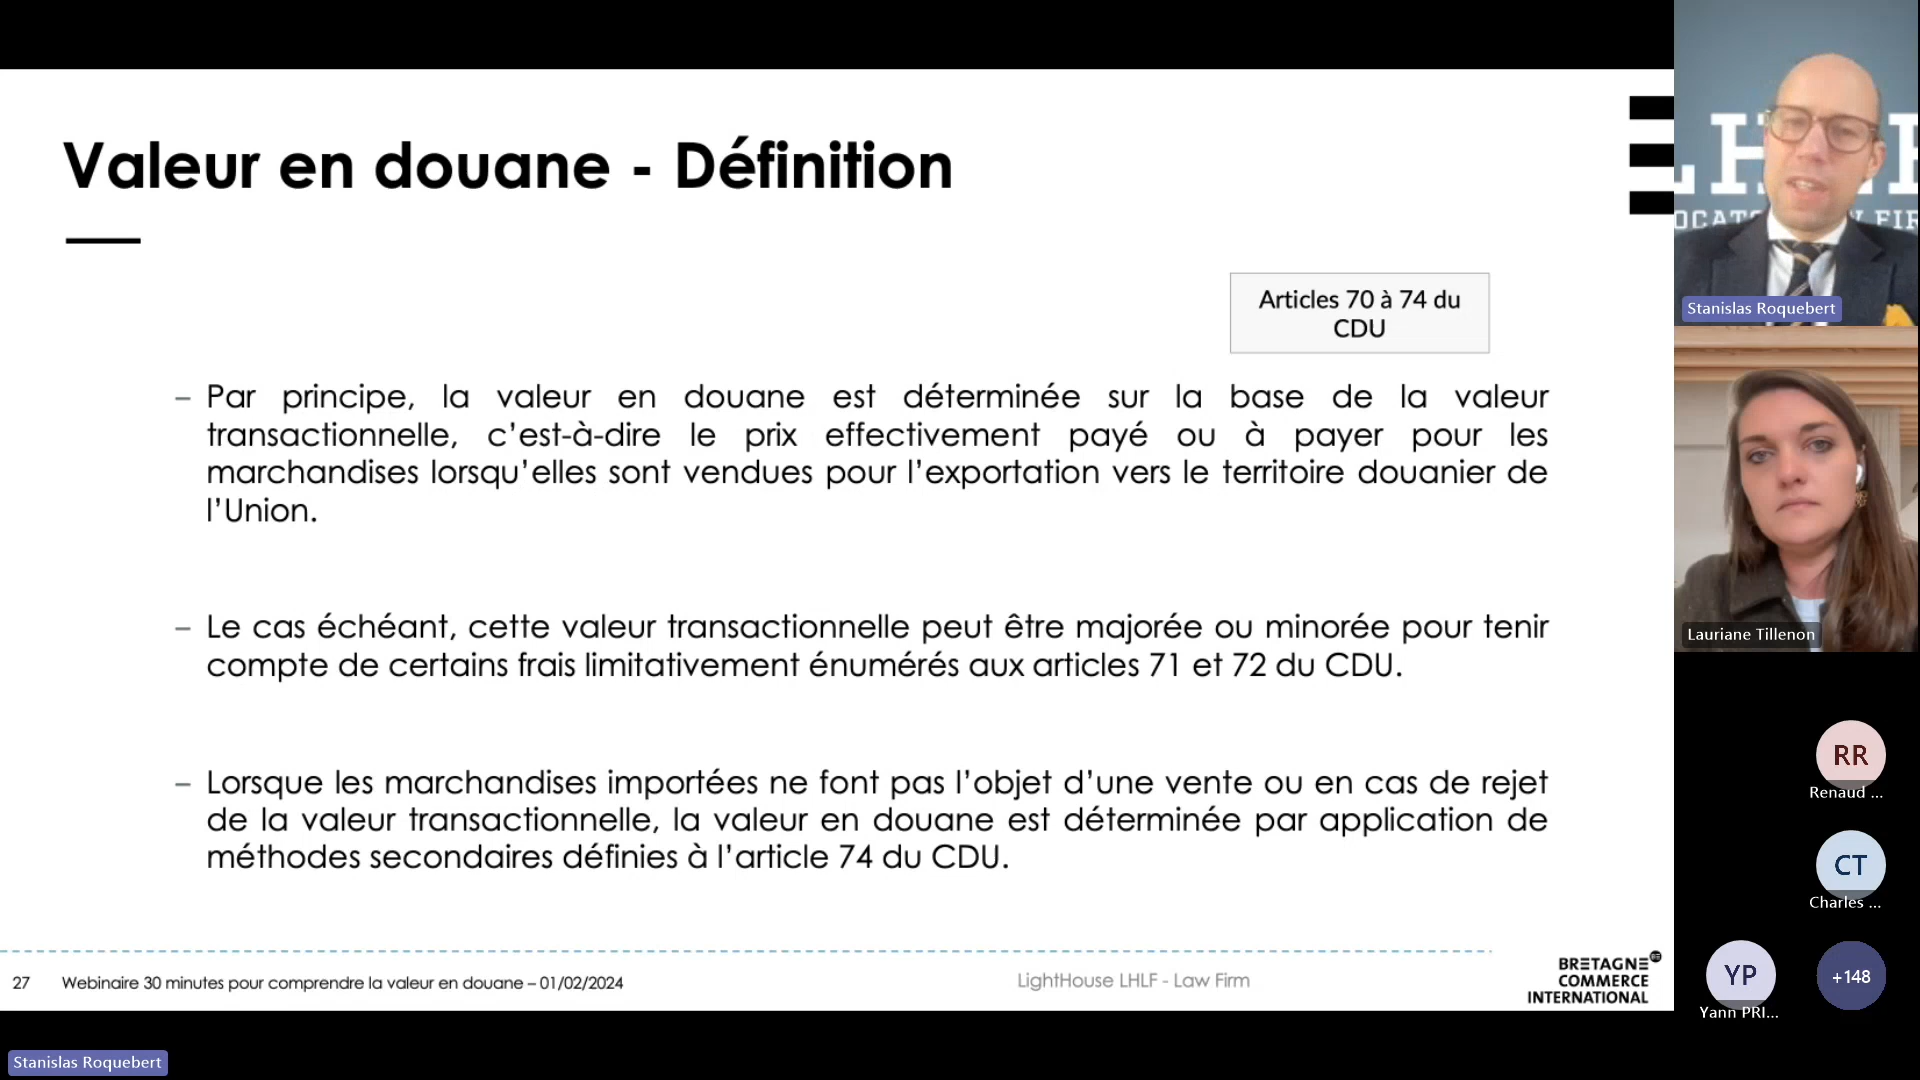 Valeur en douane - Définition
Articles 70 à 74 du
CDU
– Par principe, la valeur en douane est déterminée sur la base de la valeur
transactionnelle, c’est-à-dire le prix effectivement payé ou à payer pour les
marchandises lorsqu’elles sont vendues pour l’exportation vers le territoire douanier de
l’Union.
– Le cas échéant, cette valeur transactionnelle peut être majorée ou minorée pour tenir
compte de certains frais limitativement énumérés aux articles 71 et 72 du CDU.
– Lorsque les marchandises importées ne font pas l’objet d’une vente ou en cas de rejet
de la valeur transactionnelle, la valeur en douane est déterminée par application de
méthodes secondaires définies à l’article 74 du CDU.
27 Webinaire 30 minutes pour comprendre la valeur en douane – 01/02/2024
LightHouse LHLF - Law Firm
BRETAGNE
COMMERCE
INTERNATIONAL
Stanislas Roquebert
Lauriane Tillenon
RR
Renaud ...
CT
Charles ...
YP
Yann PRI...
+148
Stanislas Roquebert